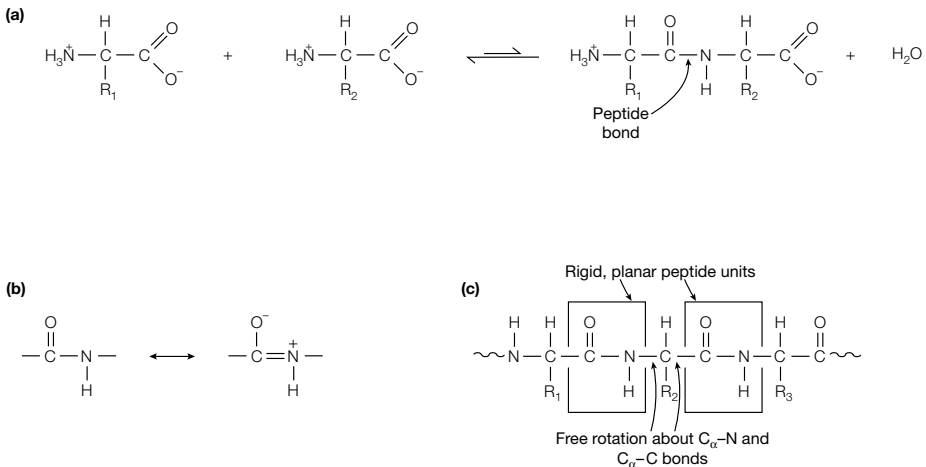 (a)
H H O H O H O
H₃N⁺–C–C O + H₃N⁺–C–C O ⇌ H₃N⁺–C–C–N–C–C O + H₂O
R₁ O⁻ R₂ O⁻ R₁ H R₂ O⁻
Peptide
bond
(b)
O O⁻
–C–N– ↔ –C=N⁺–
H H
(c)
Rigid, planar peptide units
H H O H O H O
N–C–C–N–C–C–N–C–C
R₁ H R₂ H R₃
Free rotation about Cα–N and
Cα–C bonds